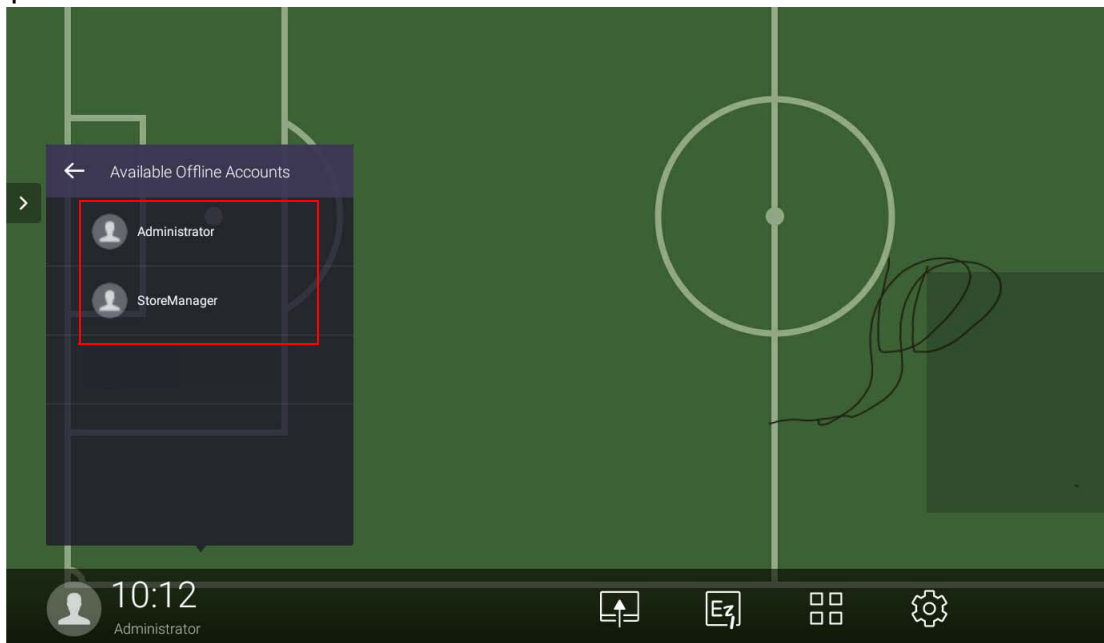 Available Offline Accounts
Administrator
StoreManager
10:12
Administrator